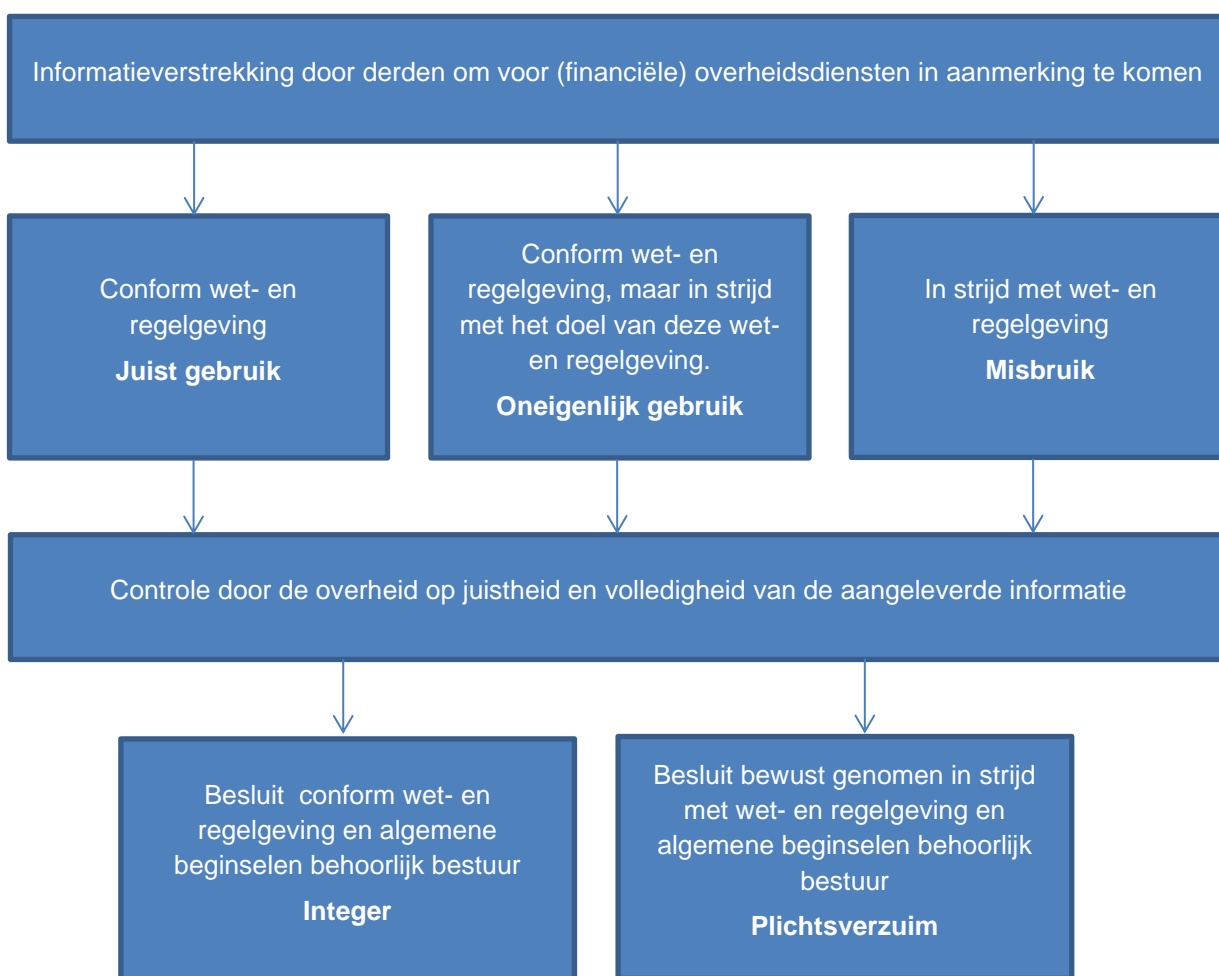 Informatieverstrekking door derden om voor (financiële) overheidsdiensten in aanmerking te komen
Conform wet- en
regelgeving
Juist gebruik
Conform wet- en
regelgeving, maar in strijd
met het doel van deze wet-
en regelgeving.
Oneigenlijk gebruik
In strijd met wet- en
regelgeving
Misbruik
Controle door de overheid op juistheid en volledigheid van de aangeleverde informatie
Besluit  conform wet- en
regelgeving en algemene
beginselen behoorlijk bestuur
Integer
Besluit bewust genomen in strijd
met wet- en regelgeving en
algemene beginselen behoorlijk
bestuur
Plichtsverzuim